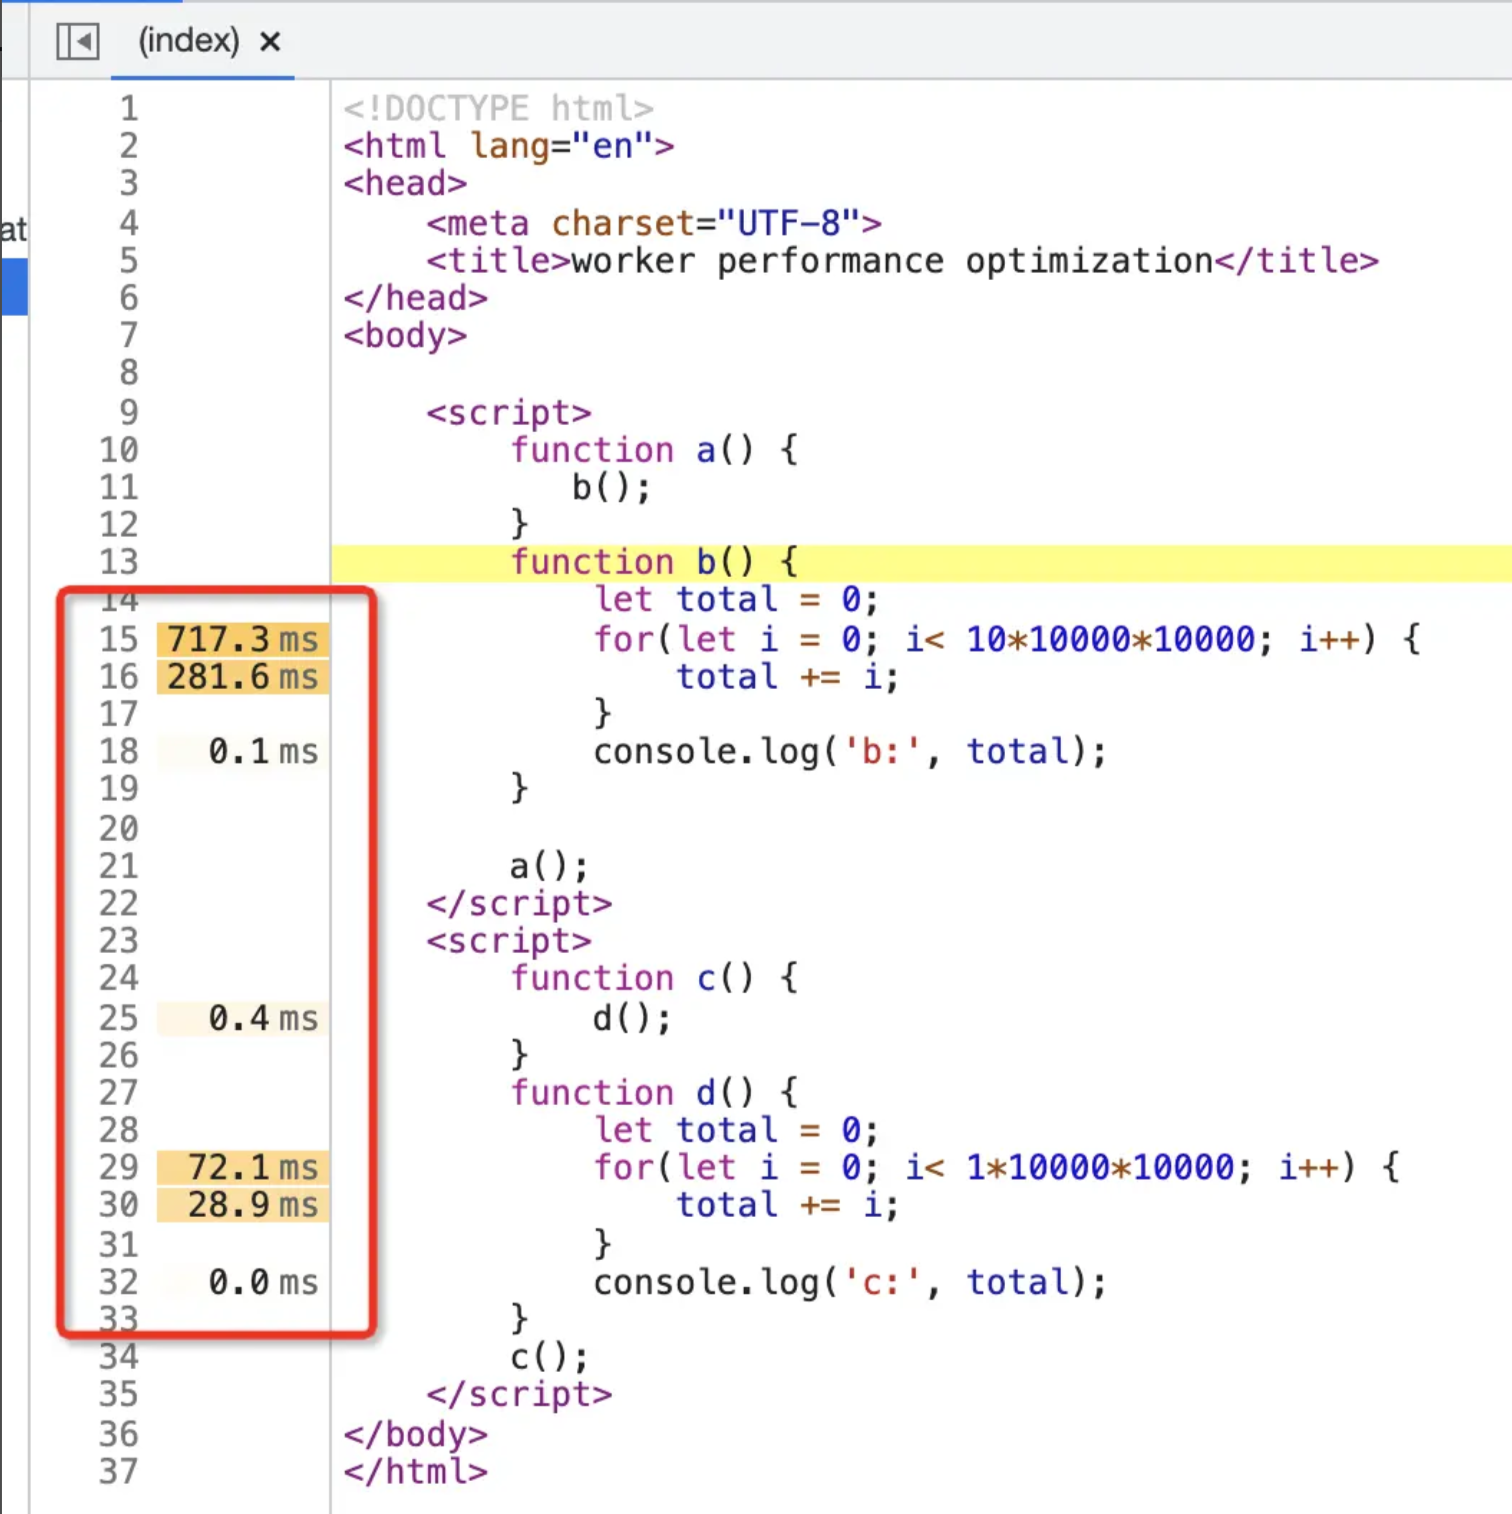 (index) ×
at
1 <!DOCTYPE html>
2 <html lang="en">
3 <head>
4     <meta charset="UTF-8">
5     <title>worker performance optimization</title>
6 </head>
7 <body>
8
9     <script>
10         function a() {
11            b();
12         }
13         function b() {
14             let total = 0;
15 717.3 ms             for(let i = 0; i< 10*10000*10000; i++) {
16 281.6 ms                 total += i;
17             }
18 0.1 ms             console.log('b:', total);
19         }
20
21         a();
22     </script>
23     <script>
24         function c() {
25 0.4 ms             d();
26         }
27         function d() {
28             let total = 0;
29 72.1 ms             for(let i = 0; i< 1*10000*10000; i++) {
30 28.9 ms                 total += i;
31             }
32 0.0 ms             console.log('c:', total);
33         }
34         c();
35     </script>
36 </body>
37 </html>